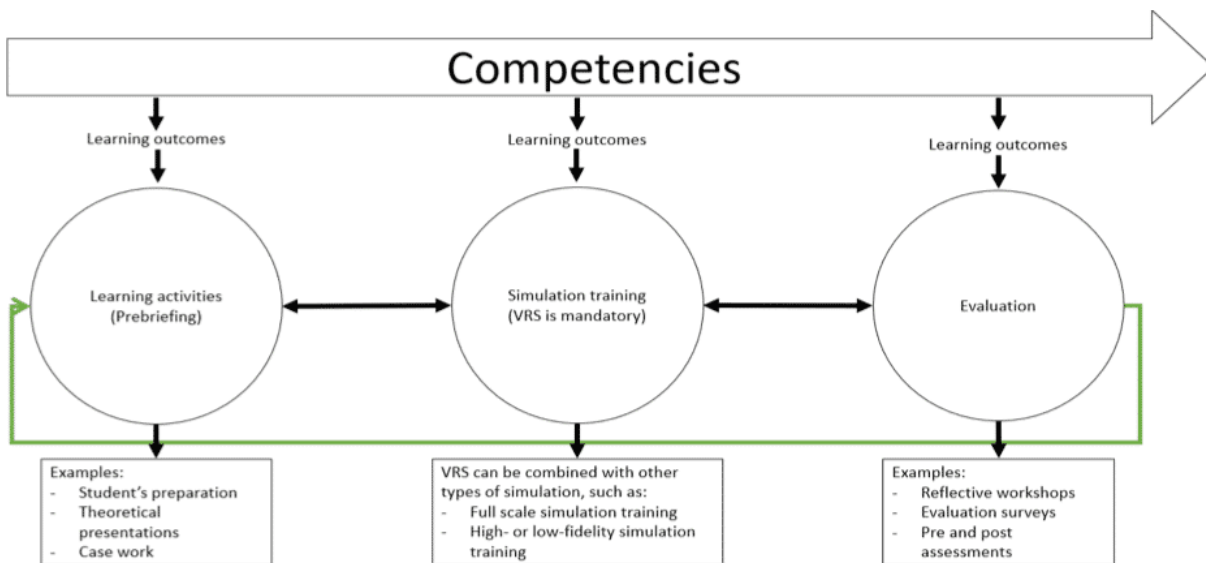 Competencies
Learning outcomes
Learning outcomes
Learning outcomes
Learning activities
(Prebriefing)
Simulation training
(VRS is mandatory)
Evaluation
Examples:
- Student's preparation
- Theoretical
presentations
- Case work
VRS can be combined with other
types of simulation, such as:
- Full scale simulation training
- High- or low-fidelity simulation
training
Examples:
- Reflective workshops
- Evaluation surveys
- Pre and post
assessments